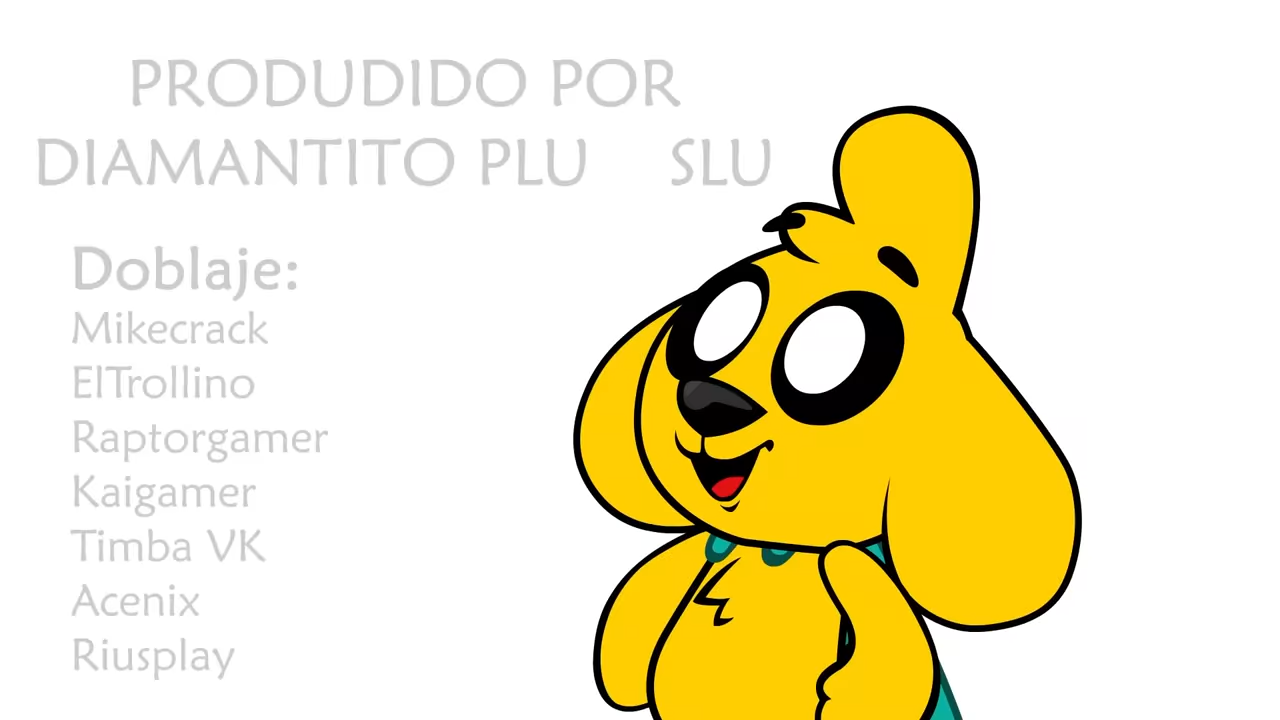 PRODUDIDO POR
DIAMANTITO PLU SLU
Doblaje:
Mikecrack
ElTrollino
Raptorgamer
Kaigamer
Timba VK
Acenix
Riusplay